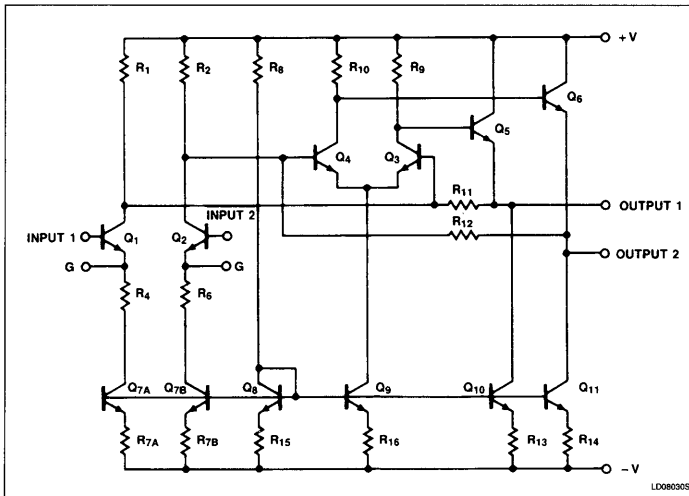 +V
R1 R2 R8 R10 R9
Q6
Q5
Q4 Q3
R11
OUTPUT 1
INPUT 2
R12
INPUT 1 Q1 Q2
OUTPUT 2
G G
R4 R6
Q7A Q7B Q8 Q9 Q10 Q11
R7A R7B R15 R16 R13 R14
−V
LD08030S